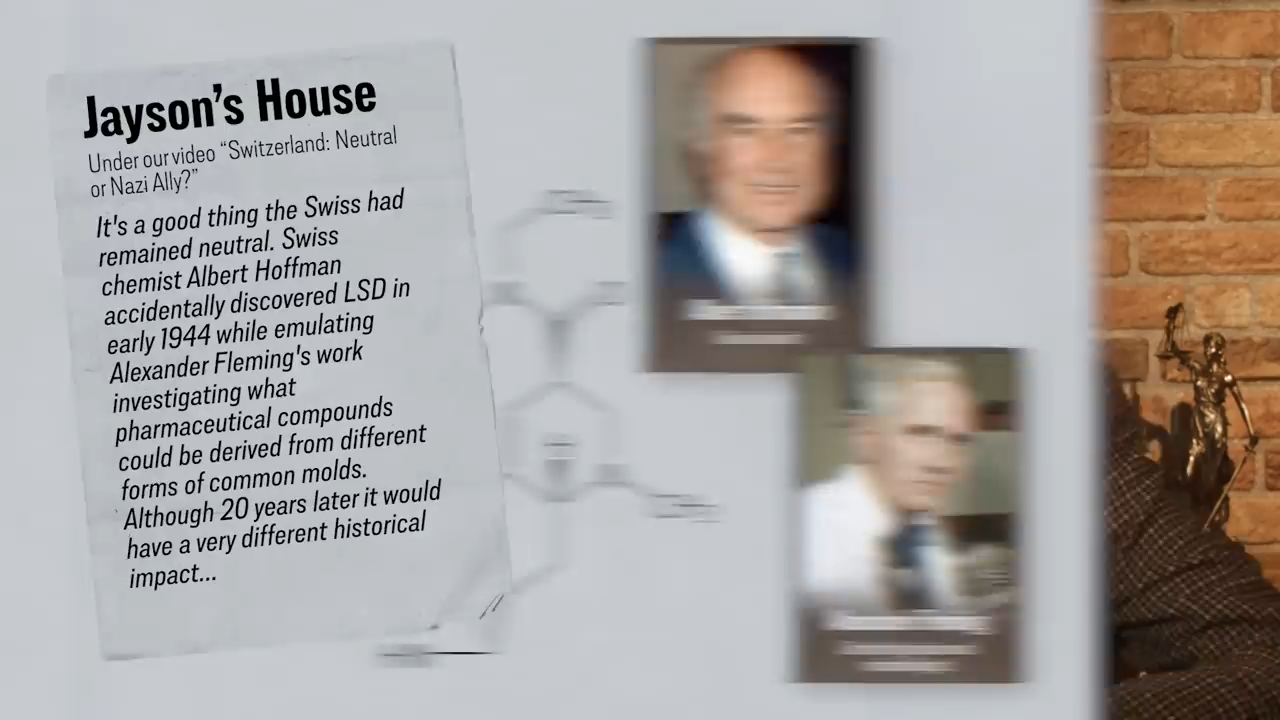 Jayson's House
Under our video "Switzerland: Neutral
or Nazi Ally?"
It's a good thing the Swiss had
remained neutral. Swiss
chemist Albert Hoffman
accidentally discovered LSD in
early 1944 while emulating
Alexander Fleming's work
investigating what
pharmaceutical compounds
could be derived from different
forms of common molds.
Although 20 years later it would
have a very different historical
impact...